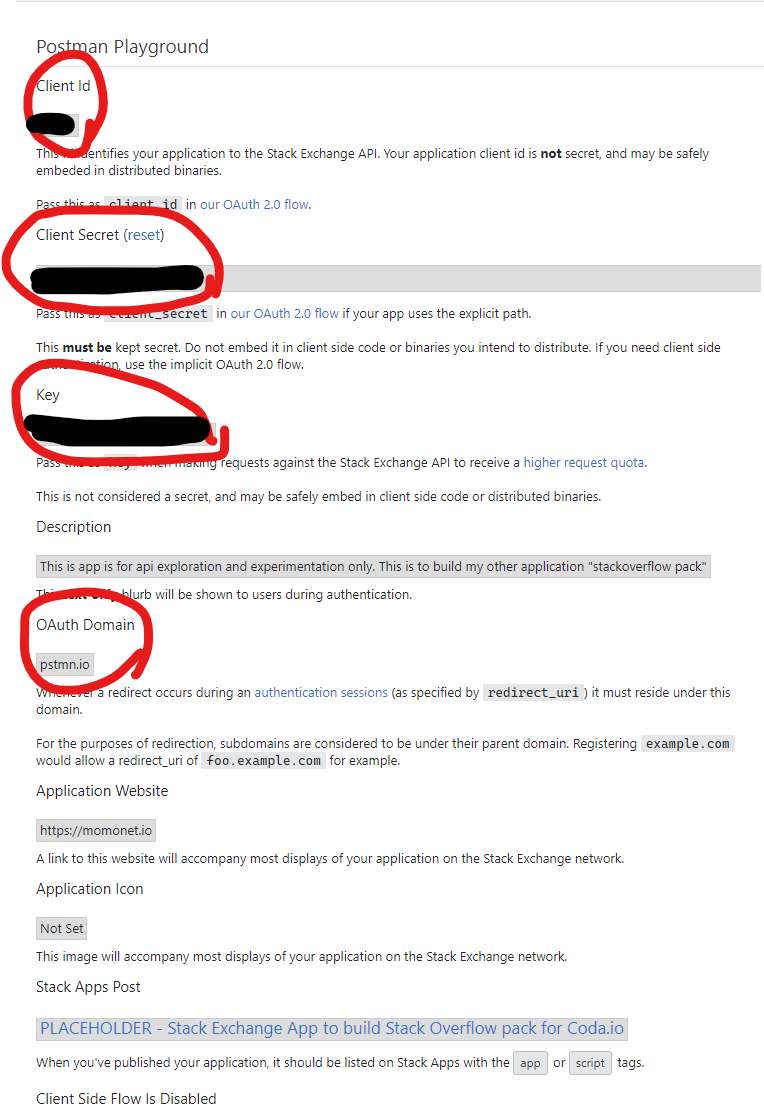 Postman Playground
Client Id
This identifies your application to the Stack Exchange API. Your application client id is not secret, and may be safely
embeded in distributed binaries.
Pass this as client_id in our OAuth 2.0 flow.
Client Secret (reset)
Pass this as client_secret in our OAuth 2.0 flow if your app uses the explicit path.
This must be kept secret. Do not embed it in client side code or binaries you intend to distribute. If you need client side
authentication, use the implicit OAuth 2.0 flow.
Key
Pass this as key when making requests against the Stack Exchange API to receive a higher request quota.
This is not considered a secret, and may be safely embed in client side code or distributed binaries.
Description
This is app is for api exploration and experimentation only. This is to build my other application "stackoverflow pack"
This text-only blurb will be shown to users during authentication.
OAuth Domain
pstmn.io
Whenever a redirect occurs during an authentication sessions (as specified by redirect_uri) it must reside under this
domain.
For the purposes of redirection, subdomains are considered to be under their parent domain. Registering example.com
would allow a redirect_uri of foo.example.com for example.
Application Website
https://momonet.io
A link to this website will accompany most displays of your application on the Stack Exchange network.
Application Icon
Not Set
This image will accompany most displays of your application on the Stack Exchange network.
Stack Apps Post
PLACEHOLDER - Stack Exchange App to build Stack Overflow pack for Coda.io
When you've published your application, it should be listed on Stack Apps with the app or script tags.
Client Side Flow Is Disabled